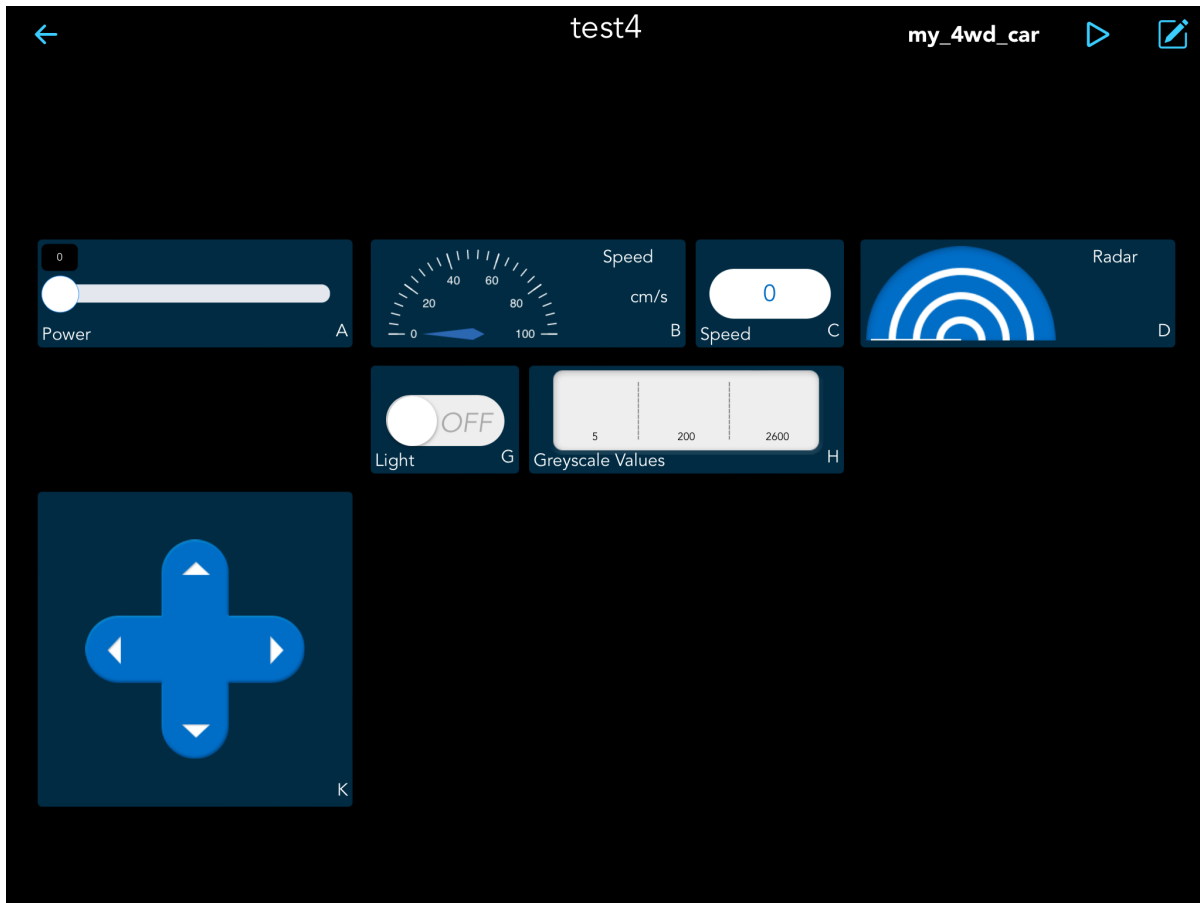 test4
my_4wd_car
0
Power
A
0
20
40
60
80
100
Speed
cm/s
B
0
Speed
C
Radar
D
OFF
Light
G
5 200 2600
Greyscale Values
H
K